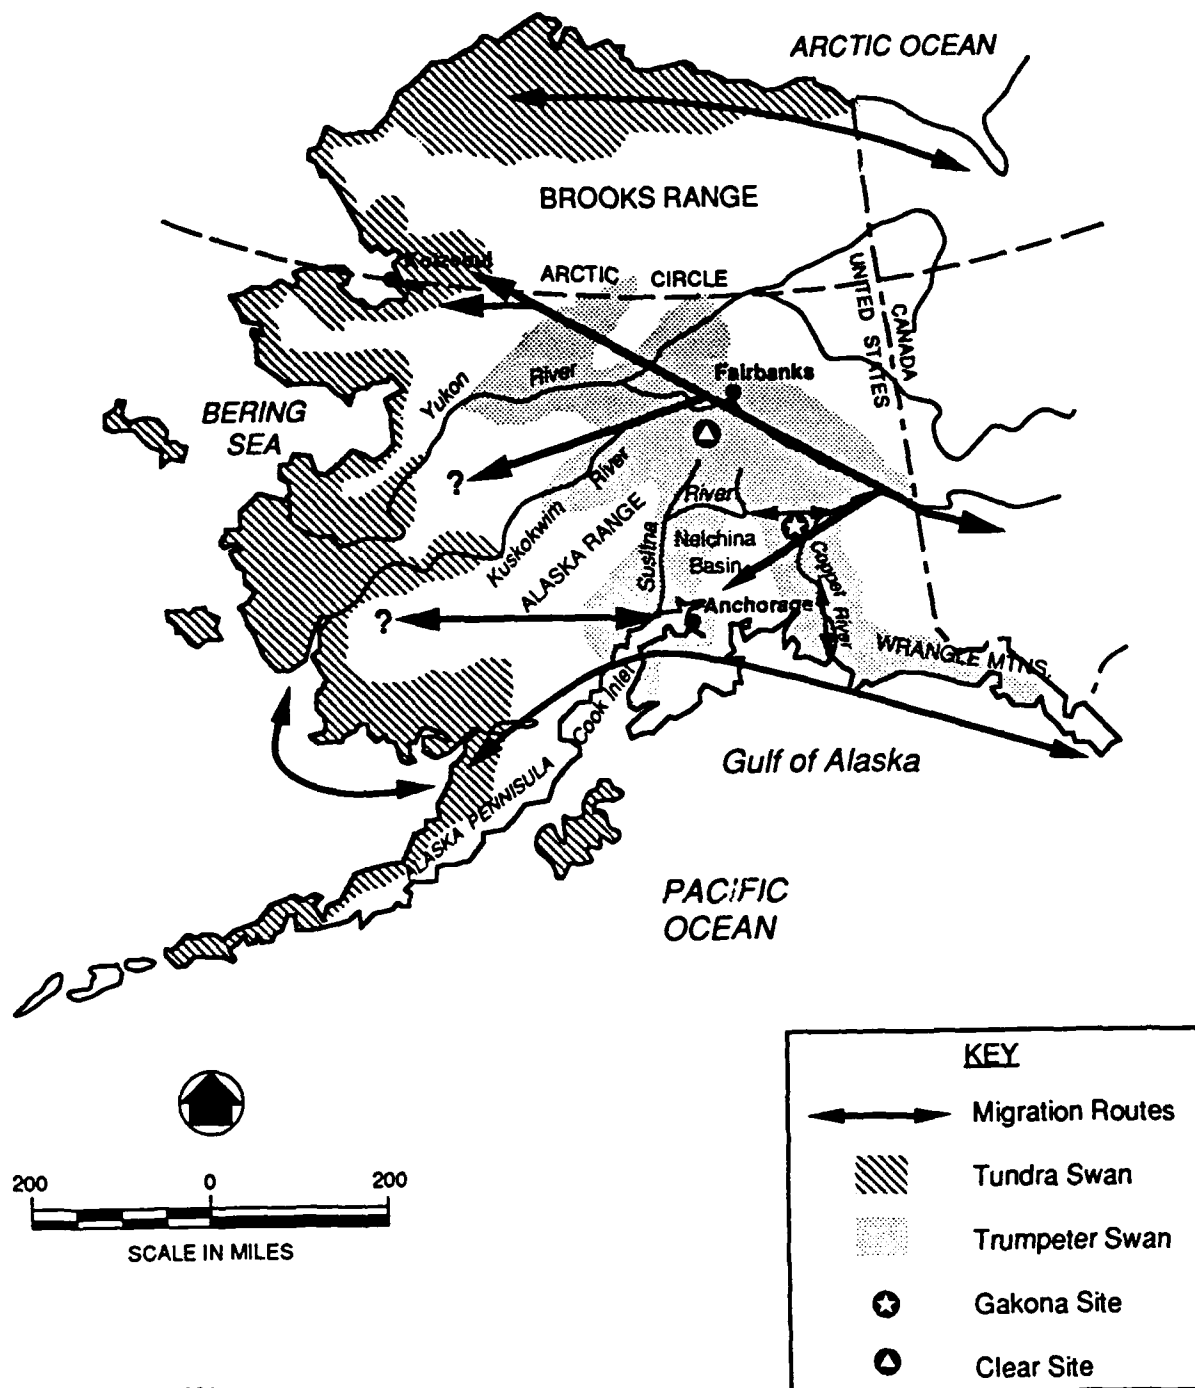 ARCTIC OCEAN
BROOKS RANGE
Kotzebue
ARCTIC CIRCLE
UNITED STATES
CANADA
Fairbanks
Yukon River
BERING
SEA
?
Kuskokwim River
ALASKA RANGE
Susitna River
Nelchina
Basin
Copper River
?
Anchorage
WRANGLE MTNS.
Cook Inlet
Gulf of Alaska
ALASKA PENNISULA
PACIFIC
OCEAN
200 0 200
SCALE IN MILES
KEY
Migration Routes
Tundra Swan
Trumpeter Swan
Gakona Site
Clear Site